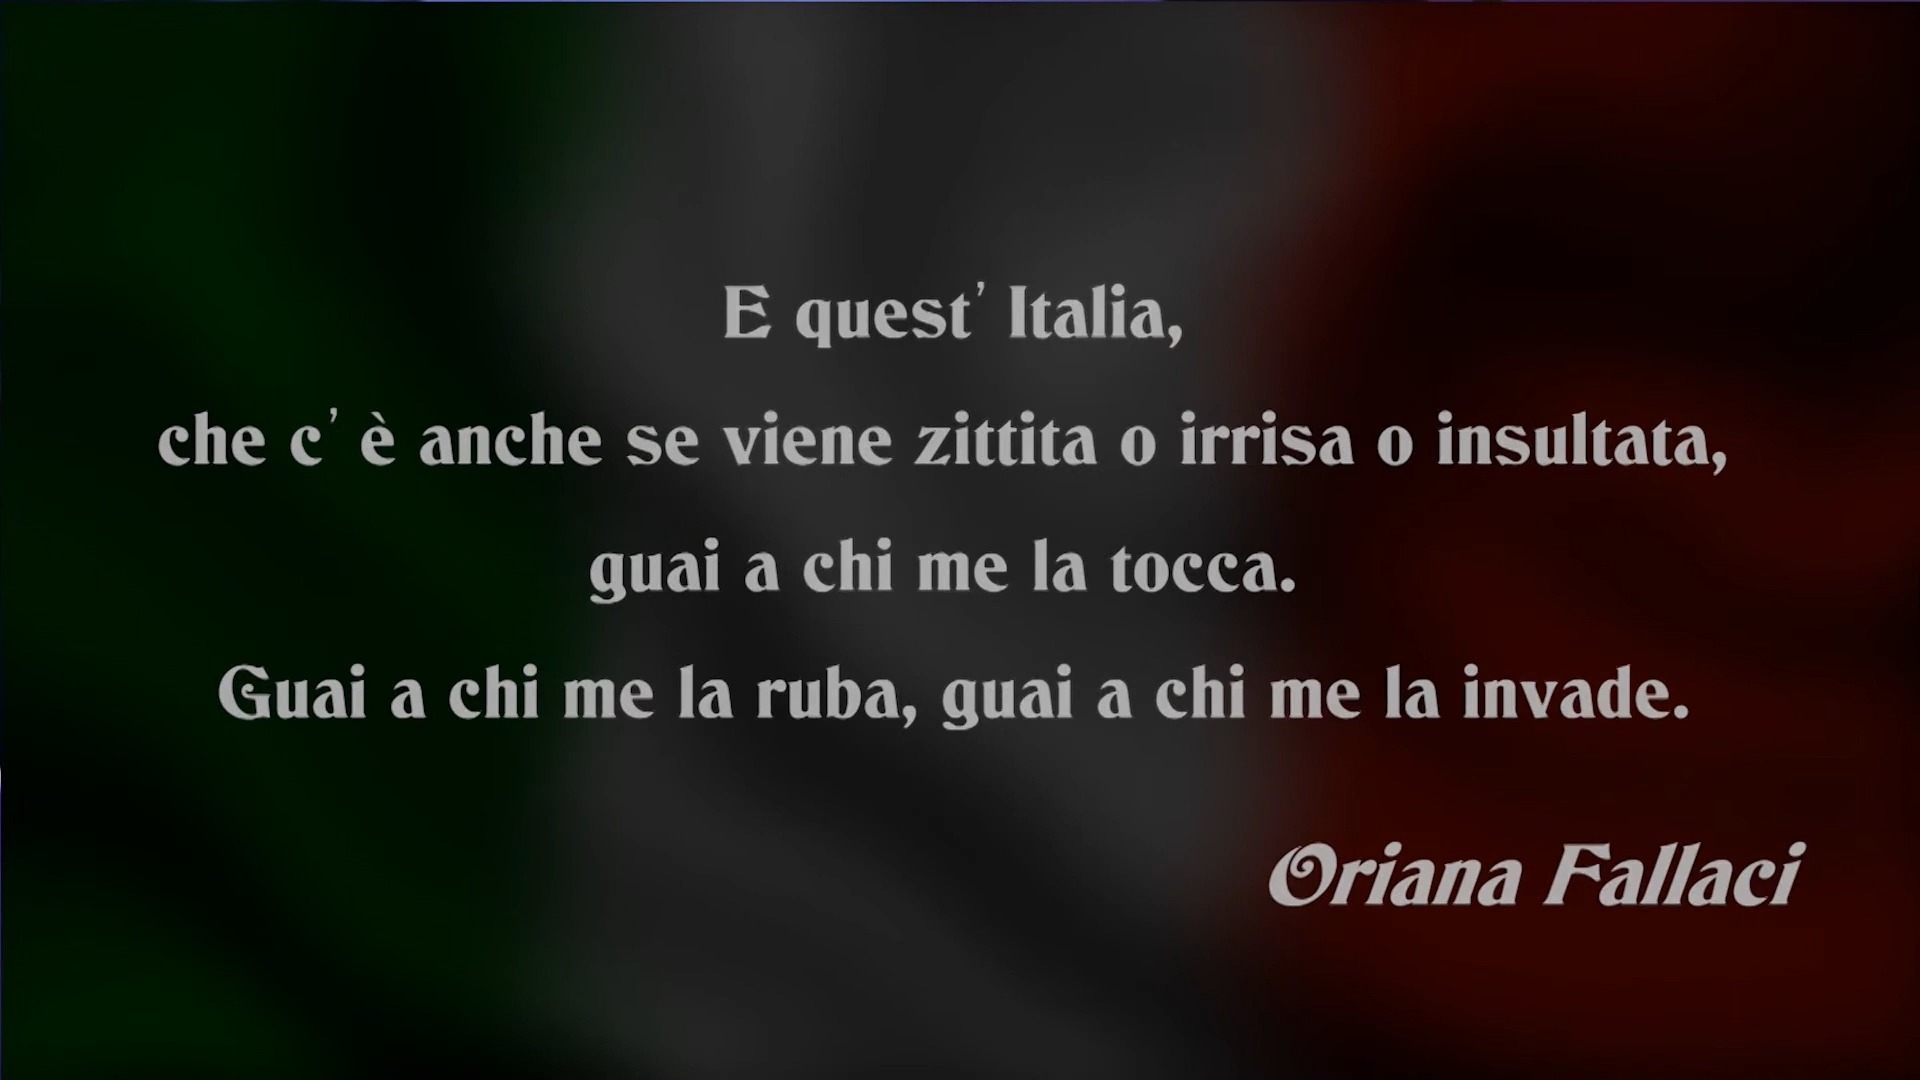 E quest' Italia,
che c' è anche se viene zittita o irrisa o insultata,
guai a chi me la tocca.
Guai a chi me la ruba, guai a chi me la invade.
Oriana Fallaci